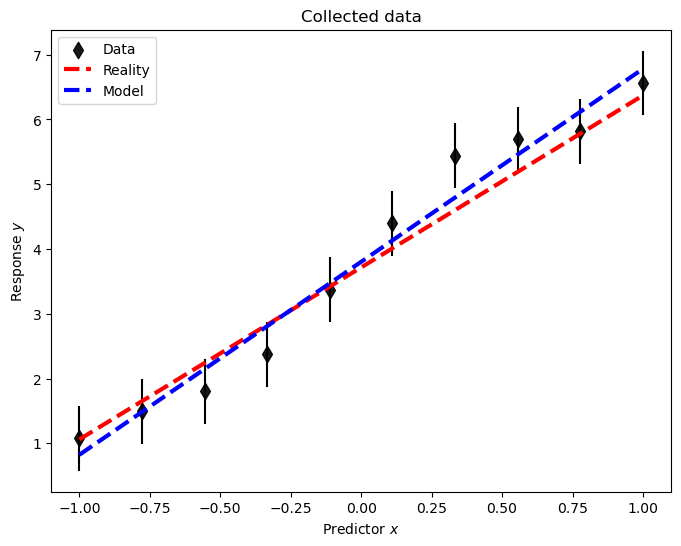 Collected data
Data
Reality
Model
7
6
5
4
3
2
1
Response y
−1.00 −0.75 −0.50 −0.25 0.00 0.25 0.50 0.75 1.00
Predictor x